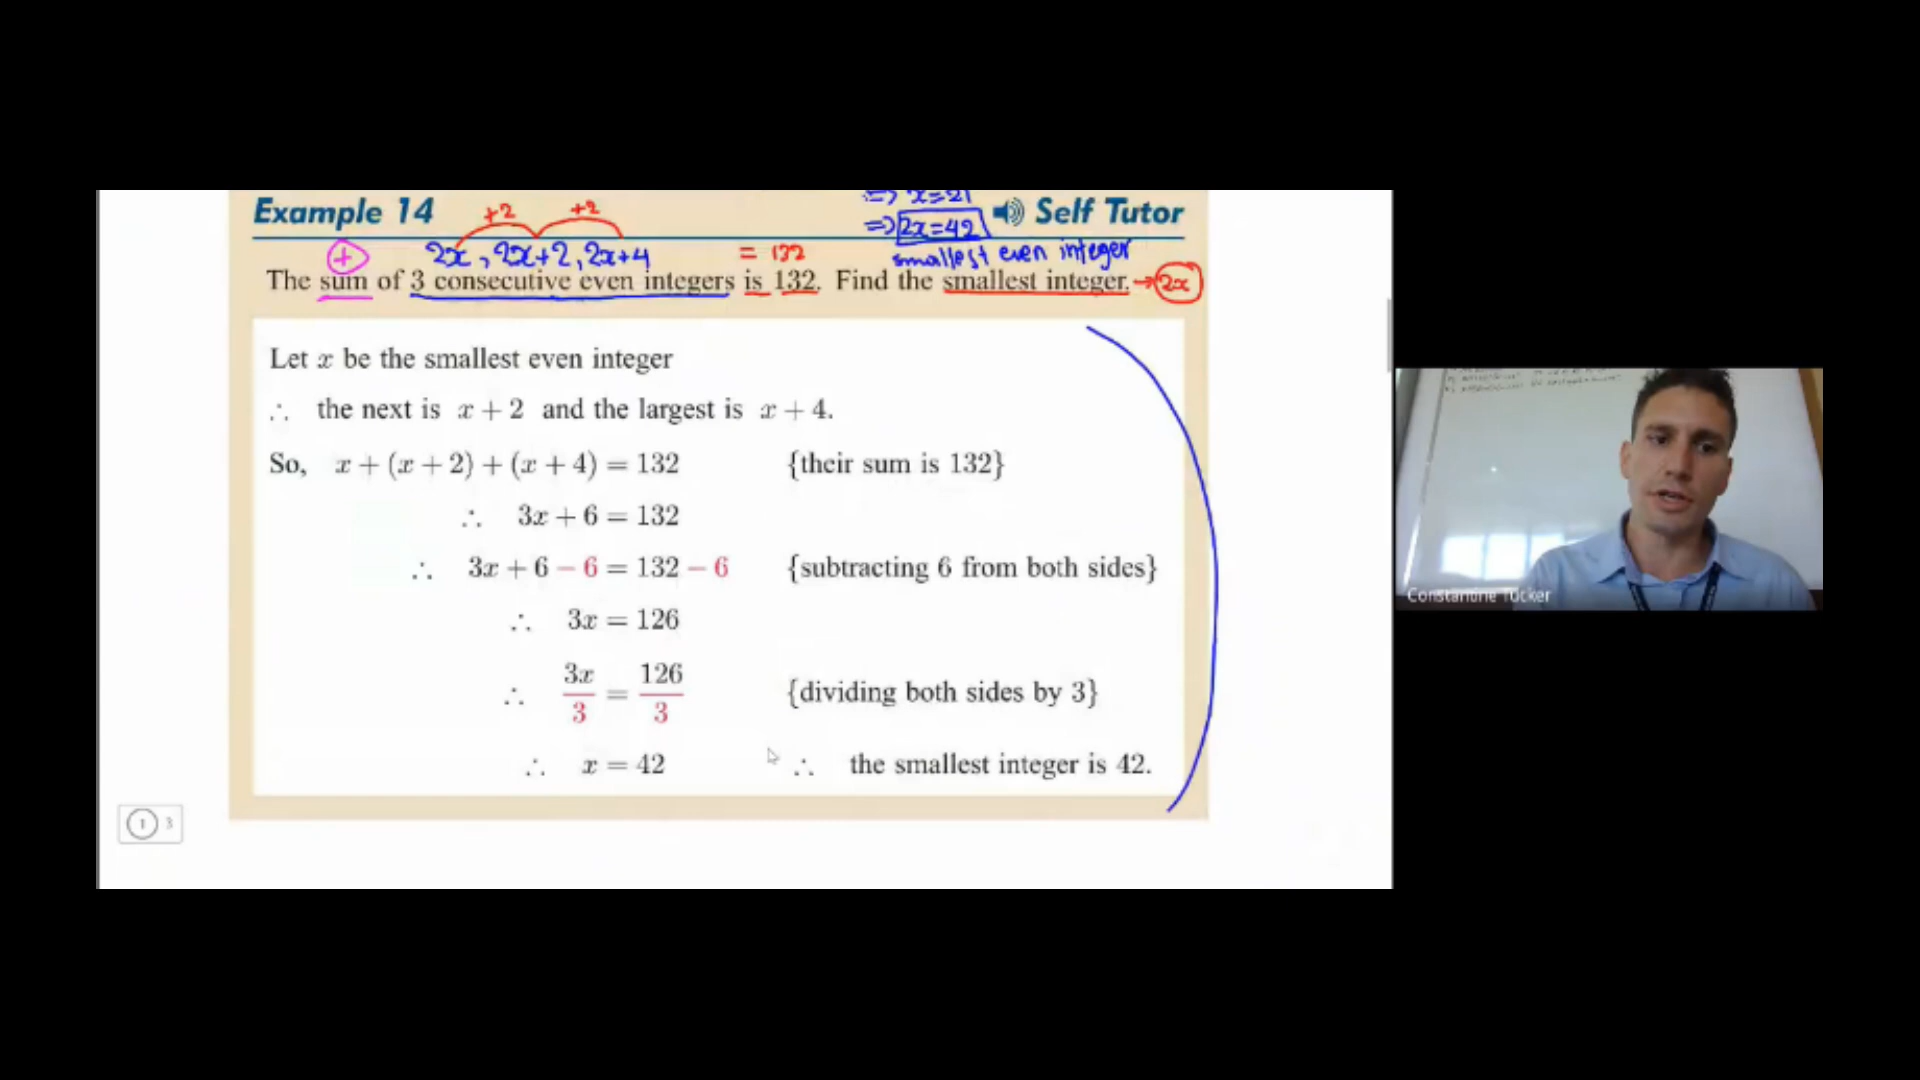 ⇒ x=21
Example 14 +2 +2 ⇒ 2x=42 Self Tutor
+ 2x, 2x+2, 2x+4 = 132 smallest even integer
The sum of 3 consecutive even integers is 132. Find the smallest integer. → 2x
Let x be the smallest even integer
∴ the next is x + 2 and the largest is x + 4.
So, x + (x + 2) + (x + 4) = 132 {their sum is 132}
∴ 3x + 6 = 132
∴ 3x + 6 − 6 = 132 − 6 {subtracting 6 from both sides}
∴ 3x = 126
∴ 3x/3 = 126/3 {dividing both sides by 3}
∴ x = 42 ∴ the smallest integer is 42.
1 3
Constantine Tucker